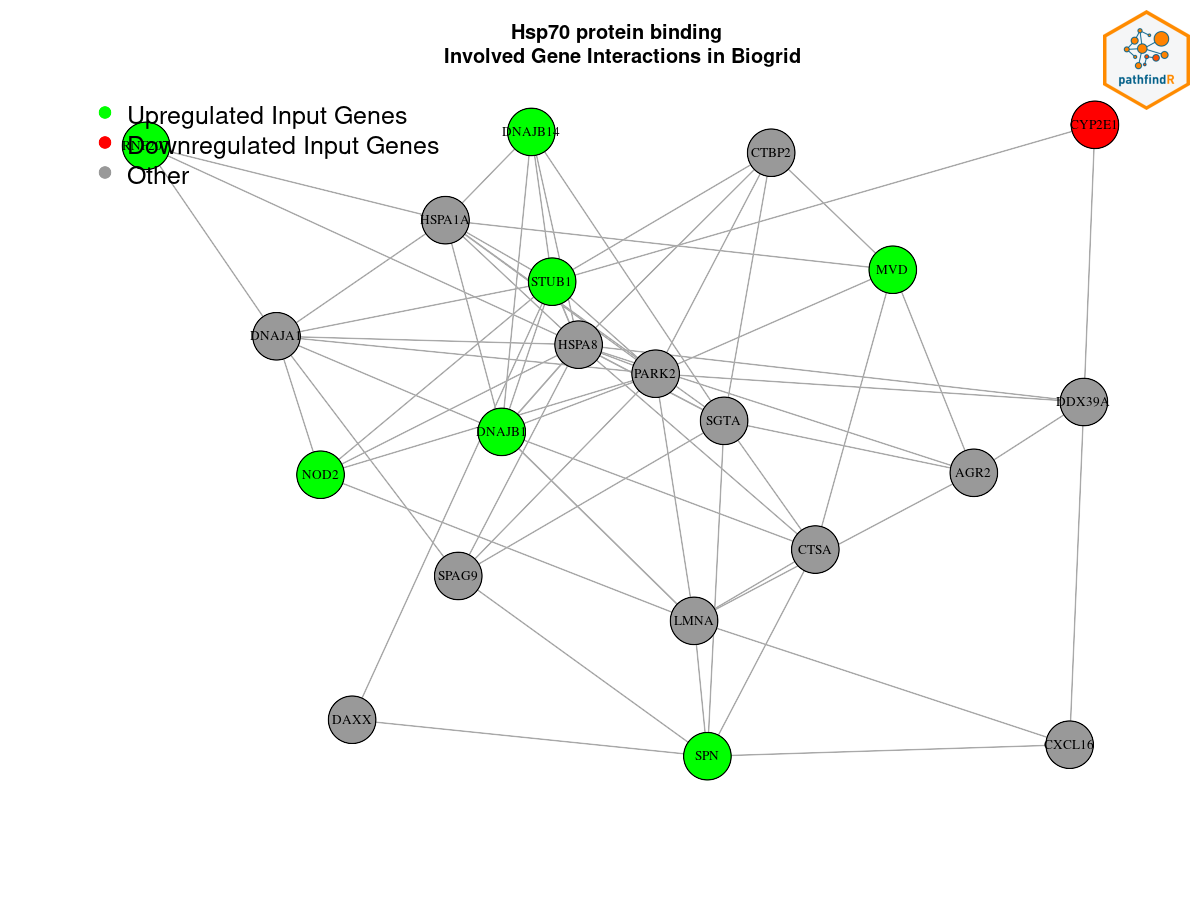 Hsp70 protein binding
Involved Gene Interactions in Biogrid
pathfindR
Upregulated Input Genes
Downregulated Input Genes
Other
DNAJB14
CYP2E1
CTBP2
HSPA1A
MVD
STUB1
DNAJA1
HSPA8
PARK2
DDX39A
SGTA
DNAJB1
NOD2
AGR2
CTSA
SPAG9
LMNA
DAXX
SPN
CXCL16